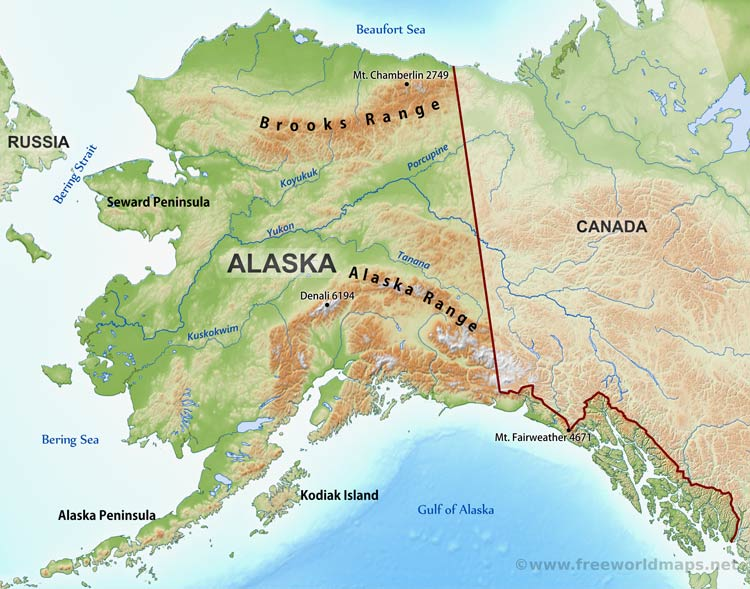 Beaufort Sea
Mt. Chamberlin 2749
Brooks Range
RUSSIA
Bering Strait
Porcupine
Koyukuk
Seward Peninsula
Yukon
CANADA
ALASKA
Tanana
Alaska Range
Denali 6194
Kuskokwim
Bering Sea
Mt. Fairweather 4671
Kodiak Island
Gulf of Alaska
Alaska Peninsula
©www.freeworldmaps.net